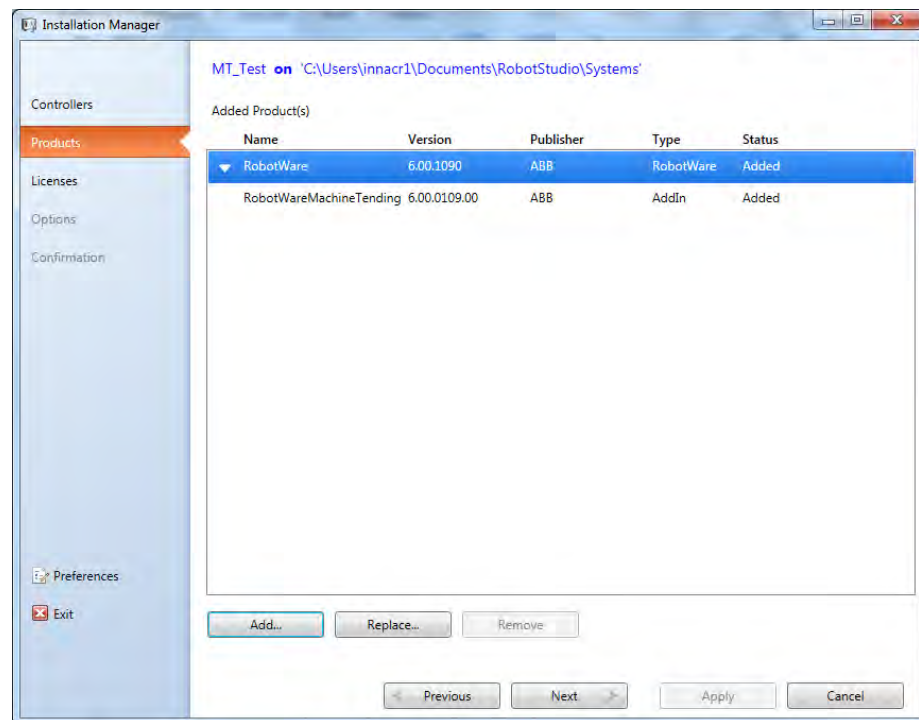 Installation Manager
MT_Test on 'C:\Users\innacr1\Documents\RobotStudio\Systems'
Controllers
Products
Licenses
Options
Confirmation
Preferences
Exit
Added Product(s)
Name Version Publisher Type Status
RobotWare 6.00.1090 ABB RobotWare Added
RobotWareMachineTending 6.00.0109.00 ABB AddIn Added
Add... Replace... Remove
Previous Next Apply Cancel